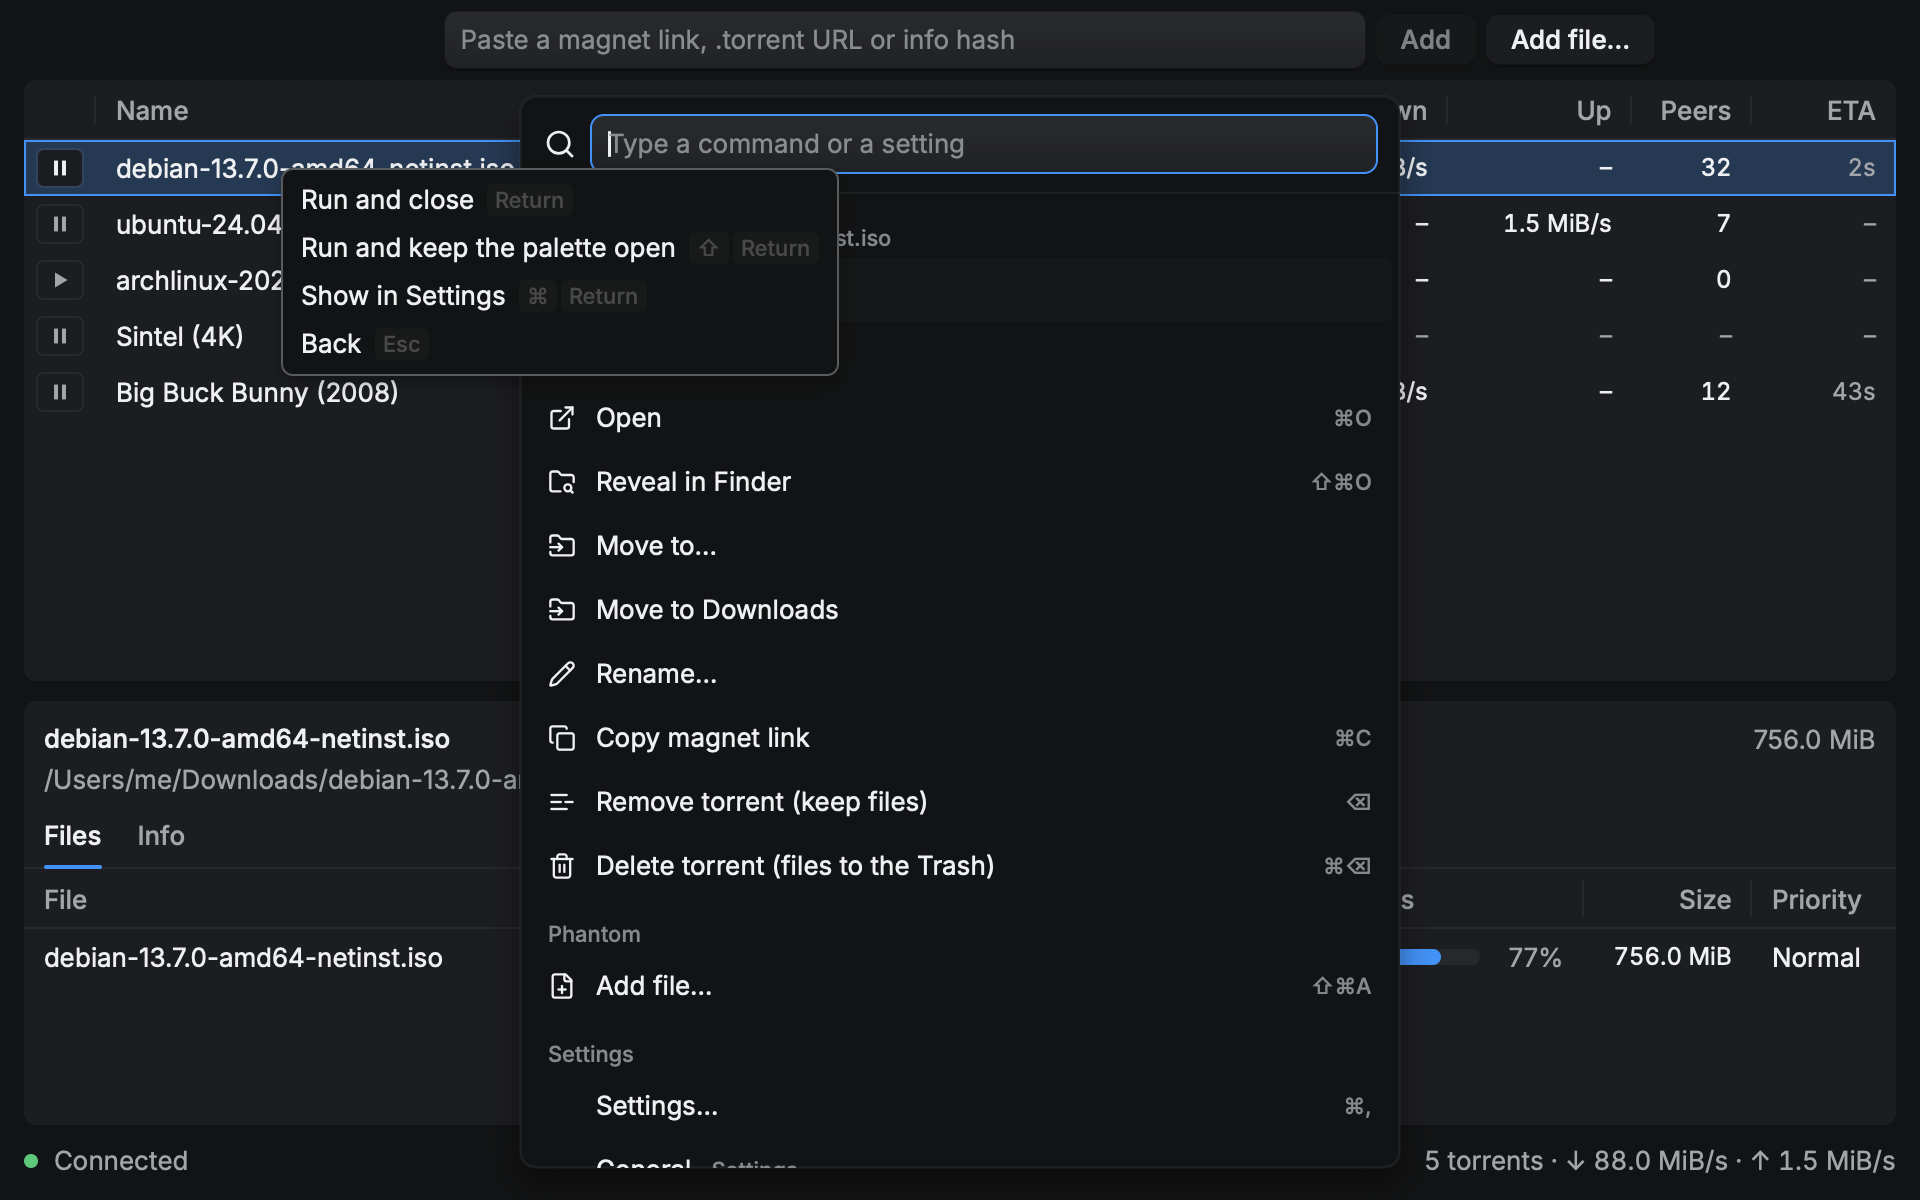 Paste a magnet link, .torrent URL or info hash
Add
Add file...
Name
Up
Peers
ETA
Type a command or a setting
debian-13.7.0-amd64-netinst.iso
– 32 2s
Run and close Return
Run and keep the palette open ⇧ Return
Show in Settings ⌘ Return
Back Esc
ubuntu-24.04
– 1.5 MiB/s 7 –
st.iso
archlinux-202
– – 0 –
Sintel (4K)
– – – –
Big Buck Bunny (2008)
– 12 43s
Open ⌘O
Reveal in Finder ⇧⌘O
Move to...
Move to Downloads
Rename...
Copy magnet link ⌘C
Remove torrent (keep files) ⌫
Delete torrent (files to the Trash) ⌘⌫
Phantom
Add file... ⇧⌘A
Settings
Settings... ⌘,
General Settings
debian-13.7.0-amd64-netinst.iso
756.0 MiB
/Users/me/Downloads/debian-13.7.0-a
Files Info
File
Size
Priority
debian-13.7.0-amd64-netinst.iso
77% 756.0 MiB Normal
Connected
5 torrents · ↓ 88.0 MiB/s · ↑ 1.5 MiB/s